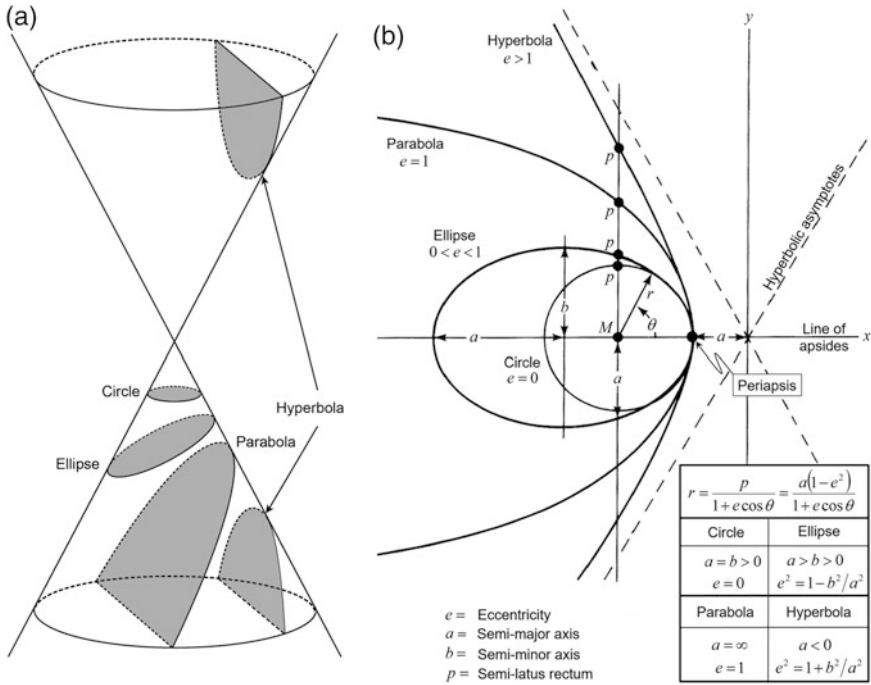 (a)
Circle
Ellipse
Hyperbola
Parabola
(b)
Hyperbola
e > 1
Parabola
e = 1
Ellipse
0 < e < 1
p
p
p
p
r
b
a
M
θ
Circle
e = 0
a
a
y
x
Hyperbolic asymptotes
Line of
apsides
Periapsis
r = p/(1 + e cos θ) = a(1 − e²)/(1 + e cos θ)
Circle Ellipse
a = b > 0 a > b > 0
e = 0 e² = 1 − b²/a²
Parabola Hyperbola
a = ∞ a < 0
e = 1 e² = 1 + b²/a²
e = Eccentricity
a = Semi-major axis
b = Semi-minor axis
p = Semi-latus rectum